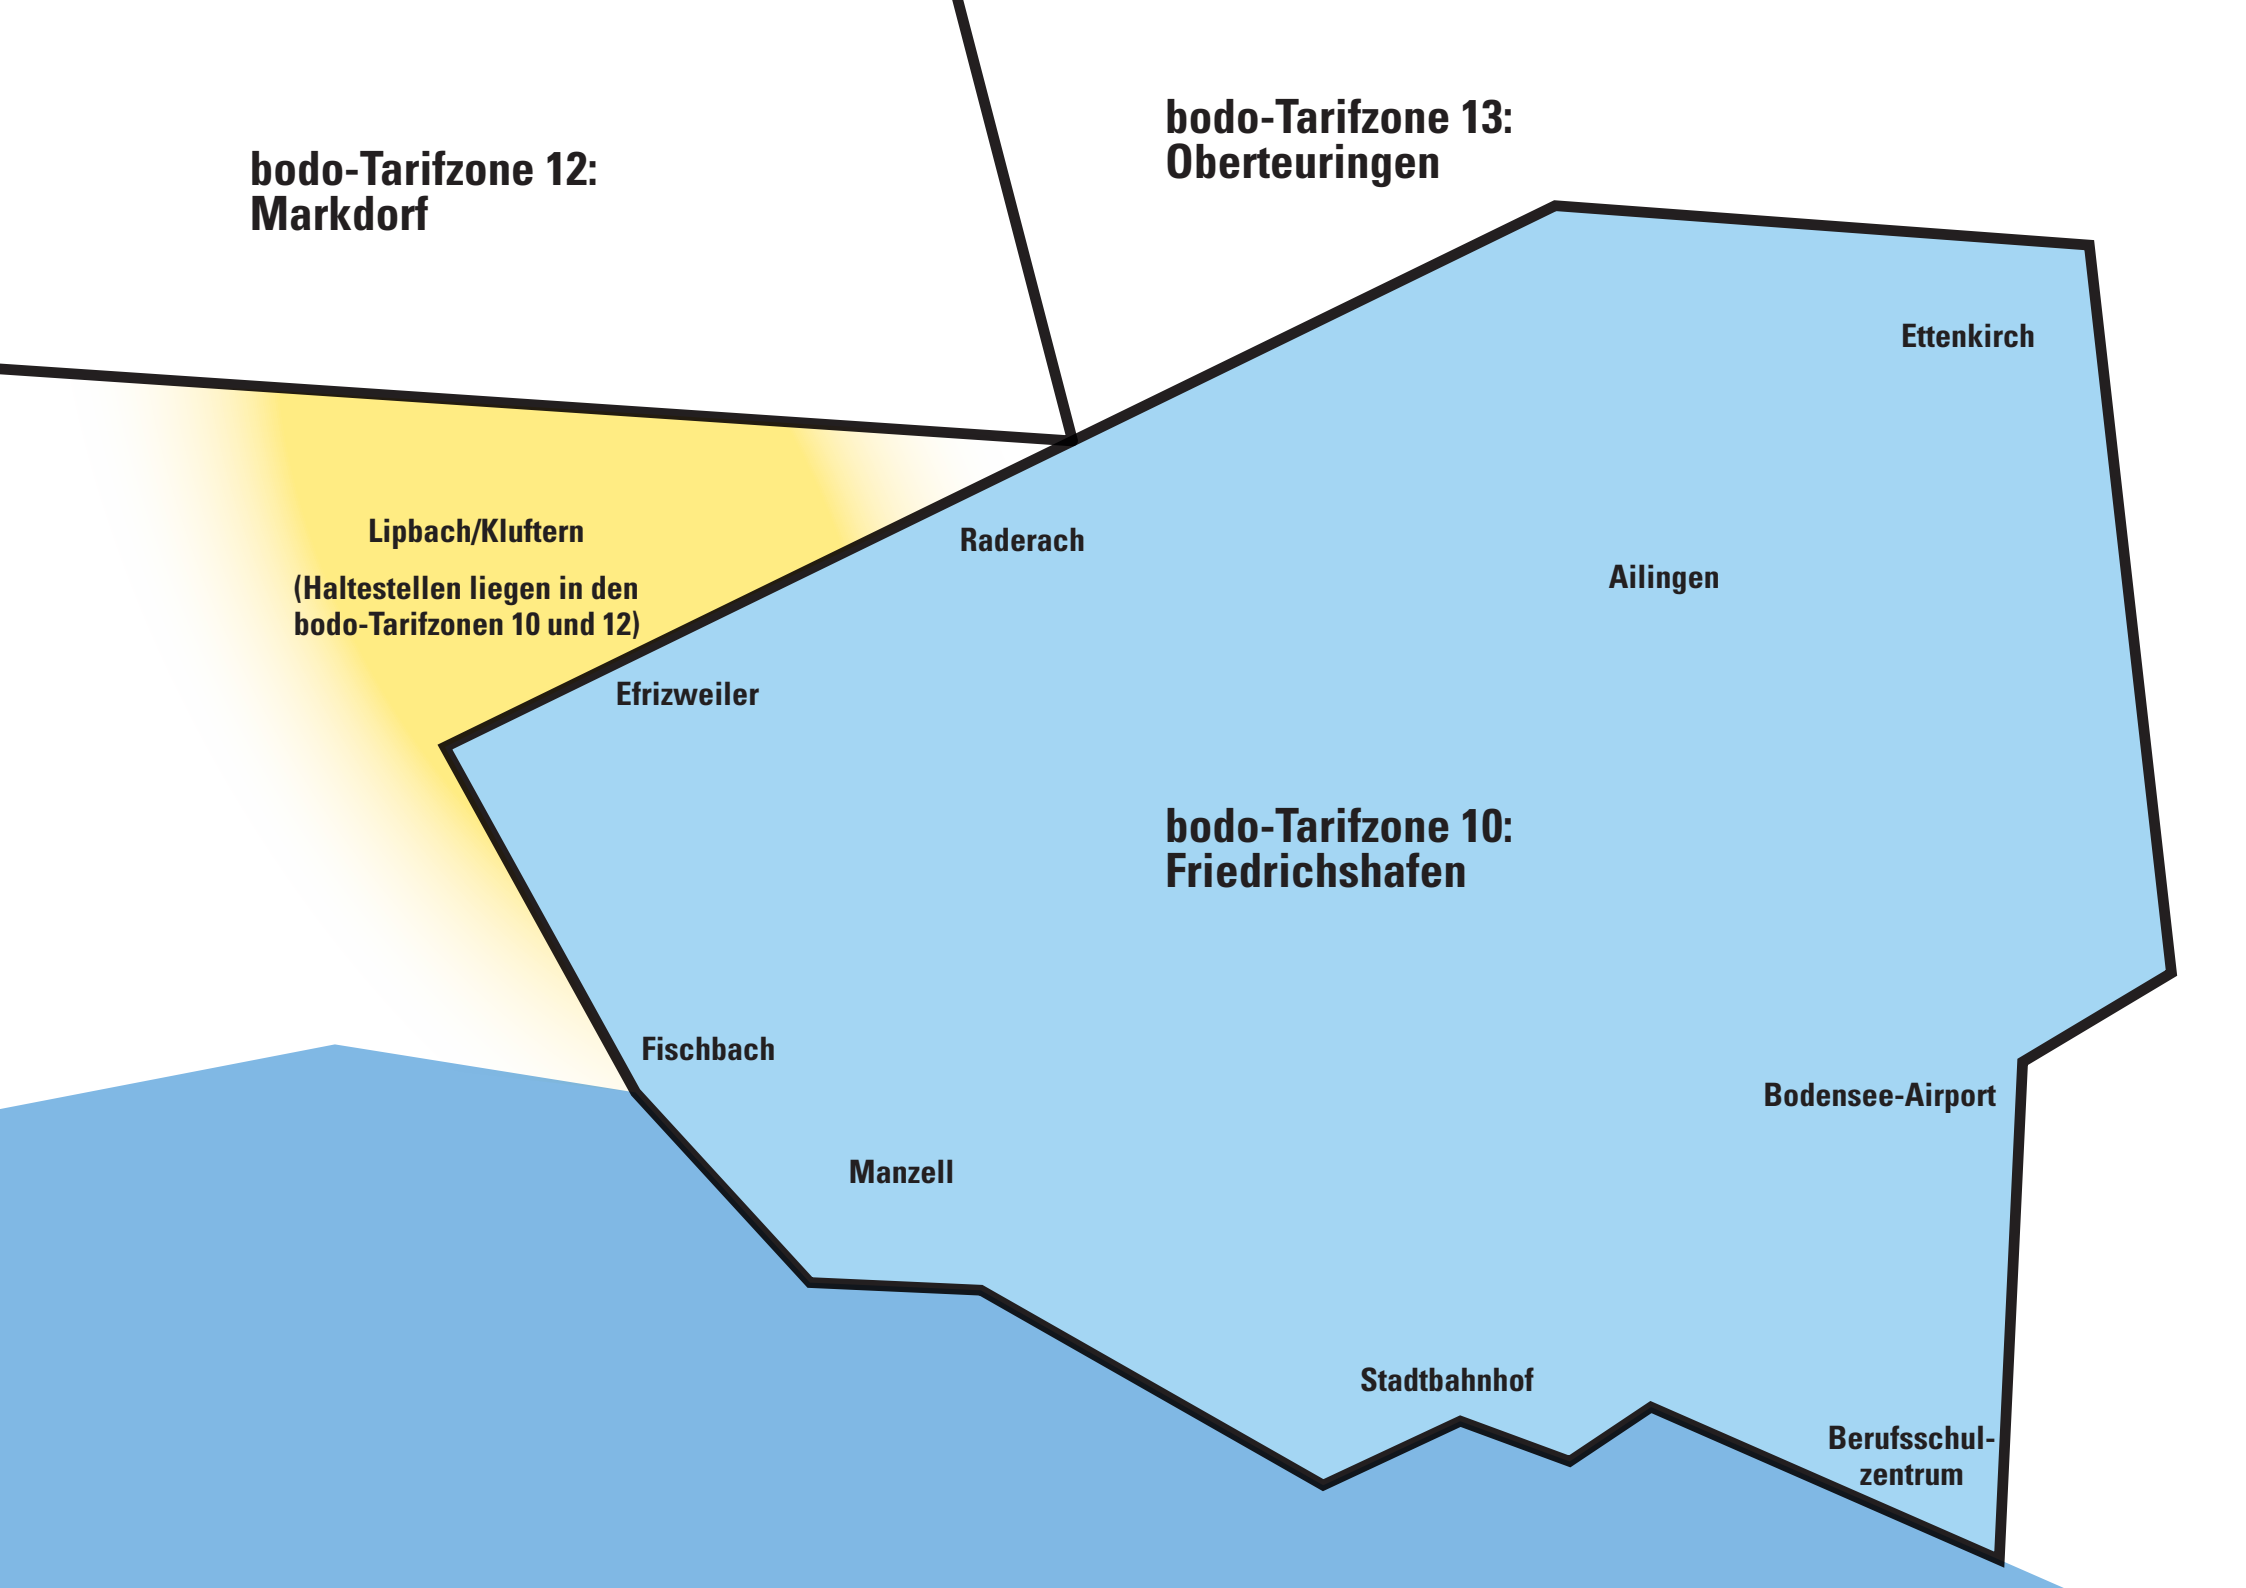 bodo-Tarifzone 12:
Markdorf
bodo-Tarifzone 13:
Oberteuringen
Ettenkirch
Lipbach/Kluftern
(Haltestellen liegen in den
bodo-Tarifzonen 10 und 12)
Raderach
Ailingen
Efrizweiler
bodo-Tarifzone 10:
Friedrichshafen
Fischbach
Bodensee-Airport
Manzell
Stadtbahnhof
Berufsschul-
zentrum